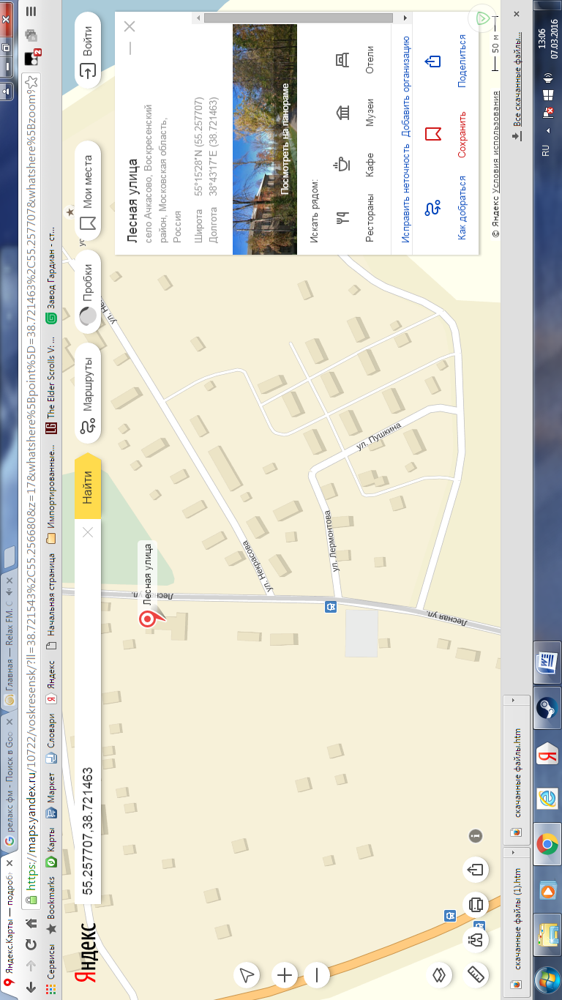 Яндекс.Карты — подробн
релакс фм - Поиск в Goo
Главная — Relax FM. С
https://maps.yandex.ru/10722/voskresensk/?ll=38.721543%2C55.256680&z=17&whatshere%5Bpoint%5D=38.721463%2C55.257707&whatshere%5Bzoom%
2
Сервисы
Bookmarks
Карты
Маркет
Словари
Яндекс
Начальная страница
Импортированные...
The Elder Scrolls V: ...
Завод Гардиан - ст...
Яндекс
55.257707,38.721463
Найти
Маршруты
Пробки
Мои места
Войти
Лесная улица
село Ачкасово, Воскресенский
район, Московская область,
Россия
Широта 55°15'28"N (55.257707)
Долгота 38°43'17"E (38.721463)
Посмотреть на панораме
Искать рядом:
Рестораны
Кафе
Музеи
Отели
Исправить неточность
Добавить организацию
Как добраться
Сохранить
Поделиться
Лесная улица
Лесная ул.
ул. Некрасова
ул. Не
ул. Лермонтова
ул. Пушкина
Лесная ул.
© Яндекс Условия использования
50 м
скачанные файлы (1).htm
скачанные файлы.htm
Все скачанные файлы...
RU
13:06
07.03.2016